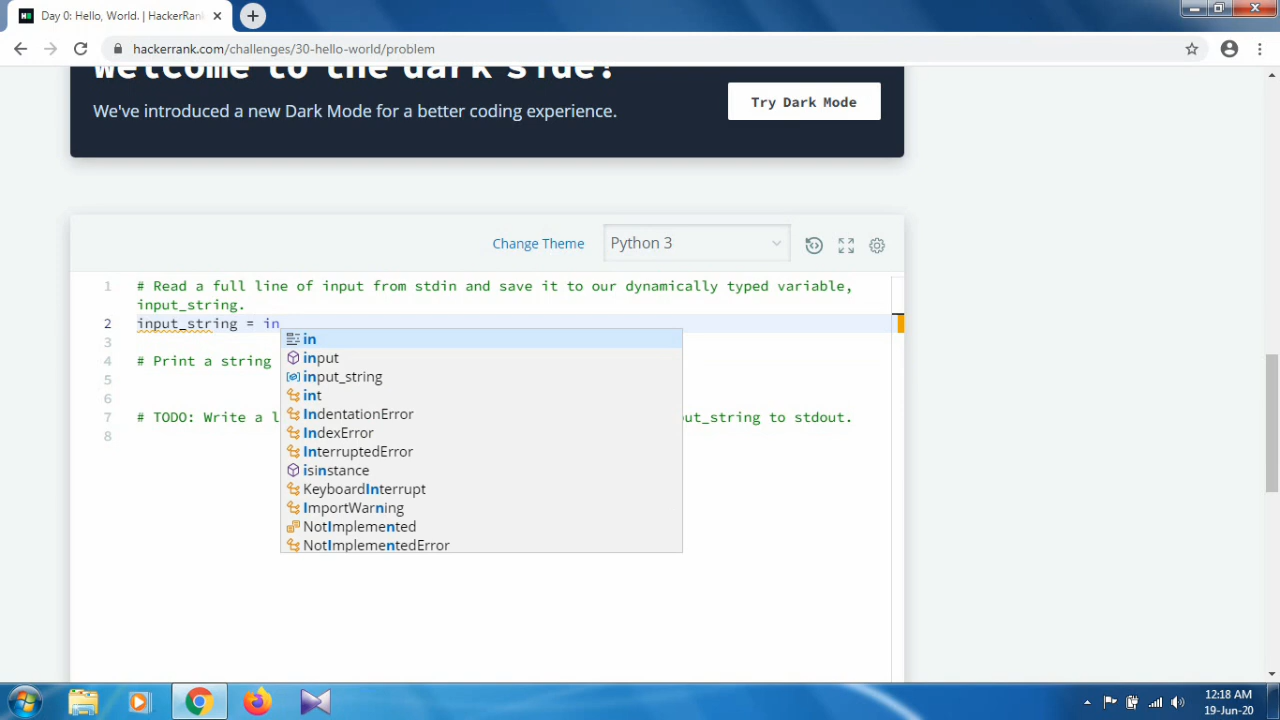 Day 0: Hello, World. | HackerRank
hackerrank.com/challenges/30-hello-world/problem
Welcome to the dark side!
We've introduced a new Dark Mode for a better coding experience.
Try Dark Mode
Change Theme
Python 3
1 # Read a full line of input from stdin and save it to our dynamically typed variable,
input_string.
2 input_string = in
3
4 # Print a string
5
6
7 # TODO: Write a l
ut_string to stdout.
8
in
input
input_string
int
IndentationError
IndexError
InterruptedError
isinstance
KeyboardInterrupt
ImportWarning
NotImplemented
NotImplementedError
12:18 AM
19-Jun-20